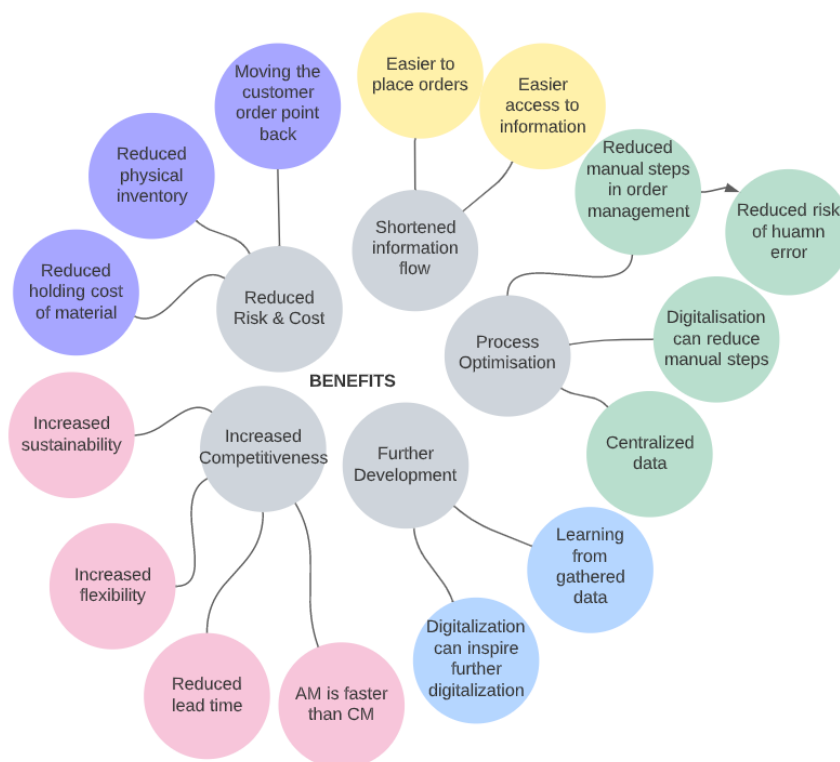 Moving the
customer
order point
back
Reduced
physical
inventory
Reduced
holding cost
of material
Reduced
Risk & Cost
Easier to
place orders
Easier
access to
information
Shortened
information
flow
Reduced
manual steps
in order
management
Reduced risk
of huamn
error
Process
Optimisation
Digitalisation
can reduce
manual steps
Centralized
data
BENEFITS
Increased
Competitiveness
Increased
sustainability
Increased
flexibility
Reduced
lead time
AM is faster
than CM
Further
Development
Learning
from
gathered
data
Digitalization
can inspire
further
digitalization